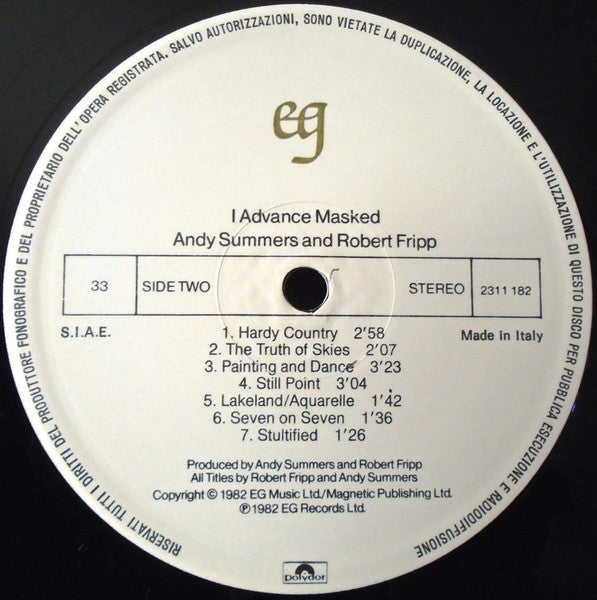 RISERVATI TUTTI I DIRITTI DEL PRODUTTORE FONOGRAFICO E DEL PROPRIETARIO DELL'OPERA REGISTRATA. SALVO AUTORIZZAZIONI, SONO VIETATE LA DUPLICAZIONE, LA LOCAZIONE E L'UTILIZZAZIONE DI QUESTO DISCO PER PUBBLICA ESECUZIONE E RADIODIFFUSIONE
eg
I Advance Masked
Andy Summers and Robert Fripp
33 SIDE TWO STEREO 2311 182
S.I.A.E. Made in Italy
1. Hardy Country 2'58
2. The Truth of Skies 2'07
3. Painting and Dance 3'23
4. Still Point 3'04
5. Lakeland/Aquarelle 1'42
6. Seven on Seven 1'36
7. Stultified 1'26
Produced by Andy Summers and Robert Fripp
All Titles by Robert Fripp and Andy Summers
Copyright © 1982 EG Music Ltd/Magnetic Publishing Ltd.
℗ 1982 EG Records Ltd.
polydor